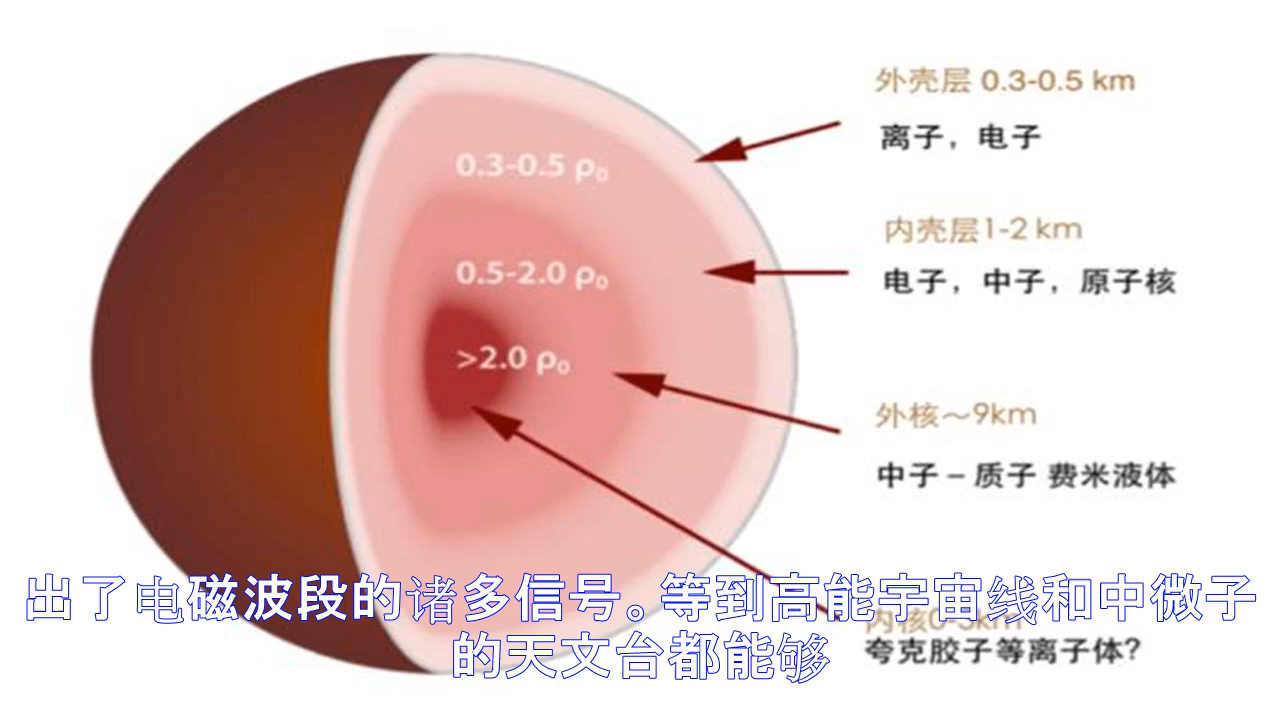 外壳层 0.3-0.5 km
离子，电子
0.3-0.5 ρ₀
内壳层1-2 km
电子，中子，原子核
0.5-2.0 ρ₀
>2.0 ρ₀
外核～9km
中子 – 质子 费米液体
内核0-3km
夸克胶子等离子体?
出了电磁波段的诸多信号。等到高能宇宙线和中微子
的天文台都能够